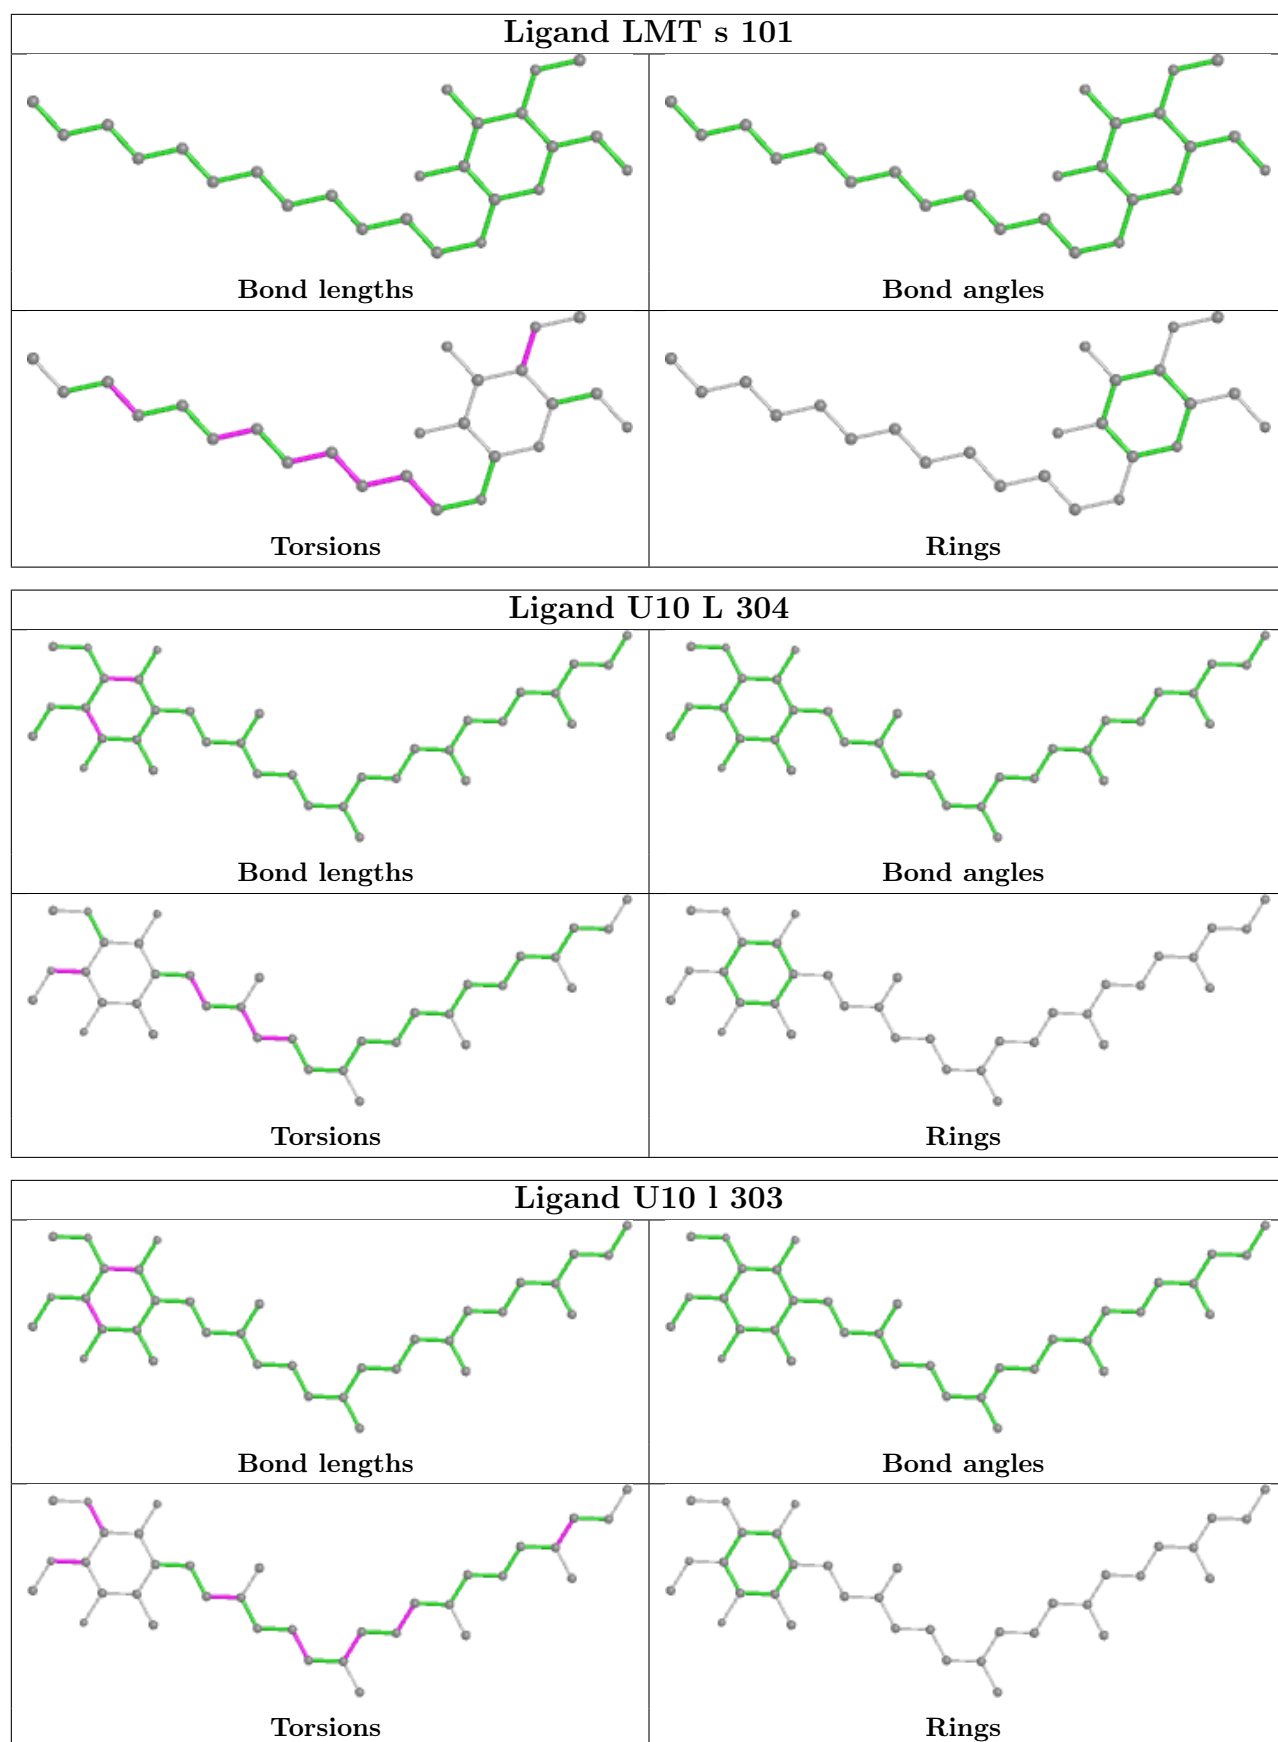 Ligand LMT s 101
Bond lengths
Bond angles
Torsions
Rings
Ligand U10 L 304
Bond lengths
Bond angles
Torsions
Rings
Ligand U10 l 303
Bond lengths
Bond angles
Torsions
Rings